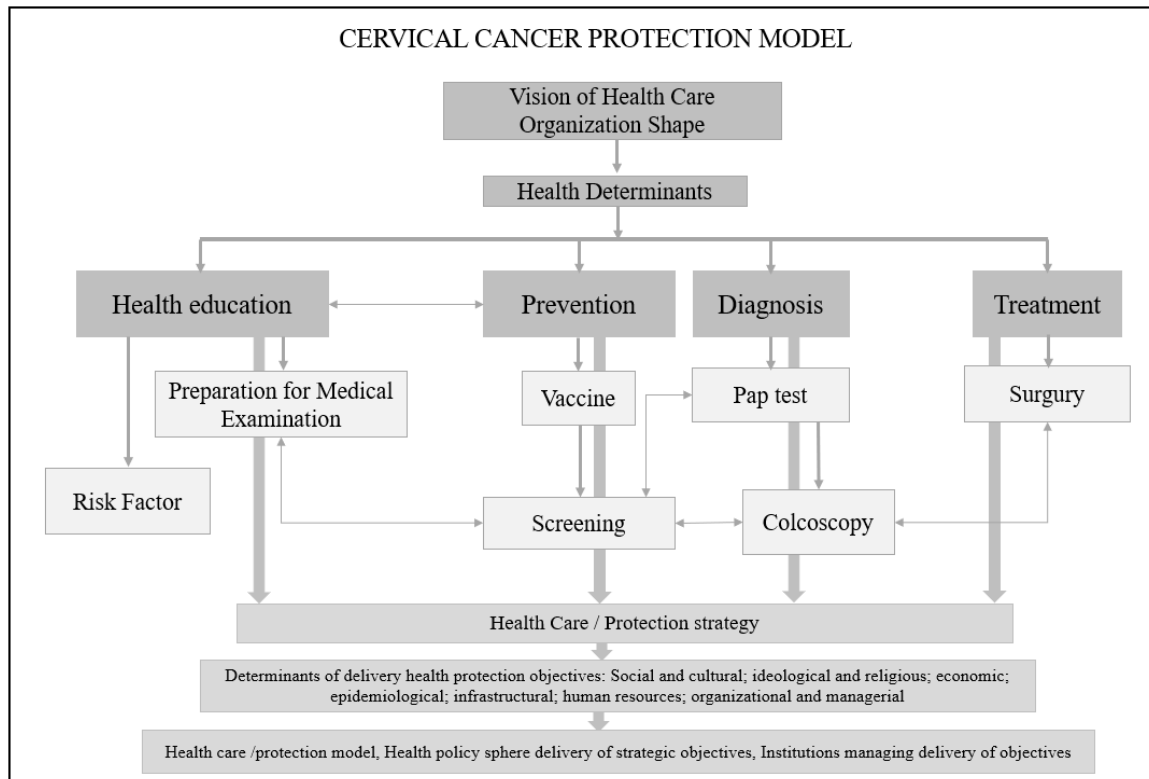 CERVICAL CANCER PROTECTION MODEL
Vision of Health Care
Organization Shape
Health Determinants
Health education
Prevention
Diagnosis
Treatment
Preparation for Medical
Examination
Vaccine
Pap test
Surgury
Risk Factor
Screening
Colcoscopy
Health Care / Protection strategy
Determinants of delivery health protection objectives: Social and cultural; ideological and religious; economic;
epidemiological; infrastructural; human resources; organizational and managerial
Health care /protection model, Health policy sphere delivery of strategic objectives, Institutions managing delivery of objectives